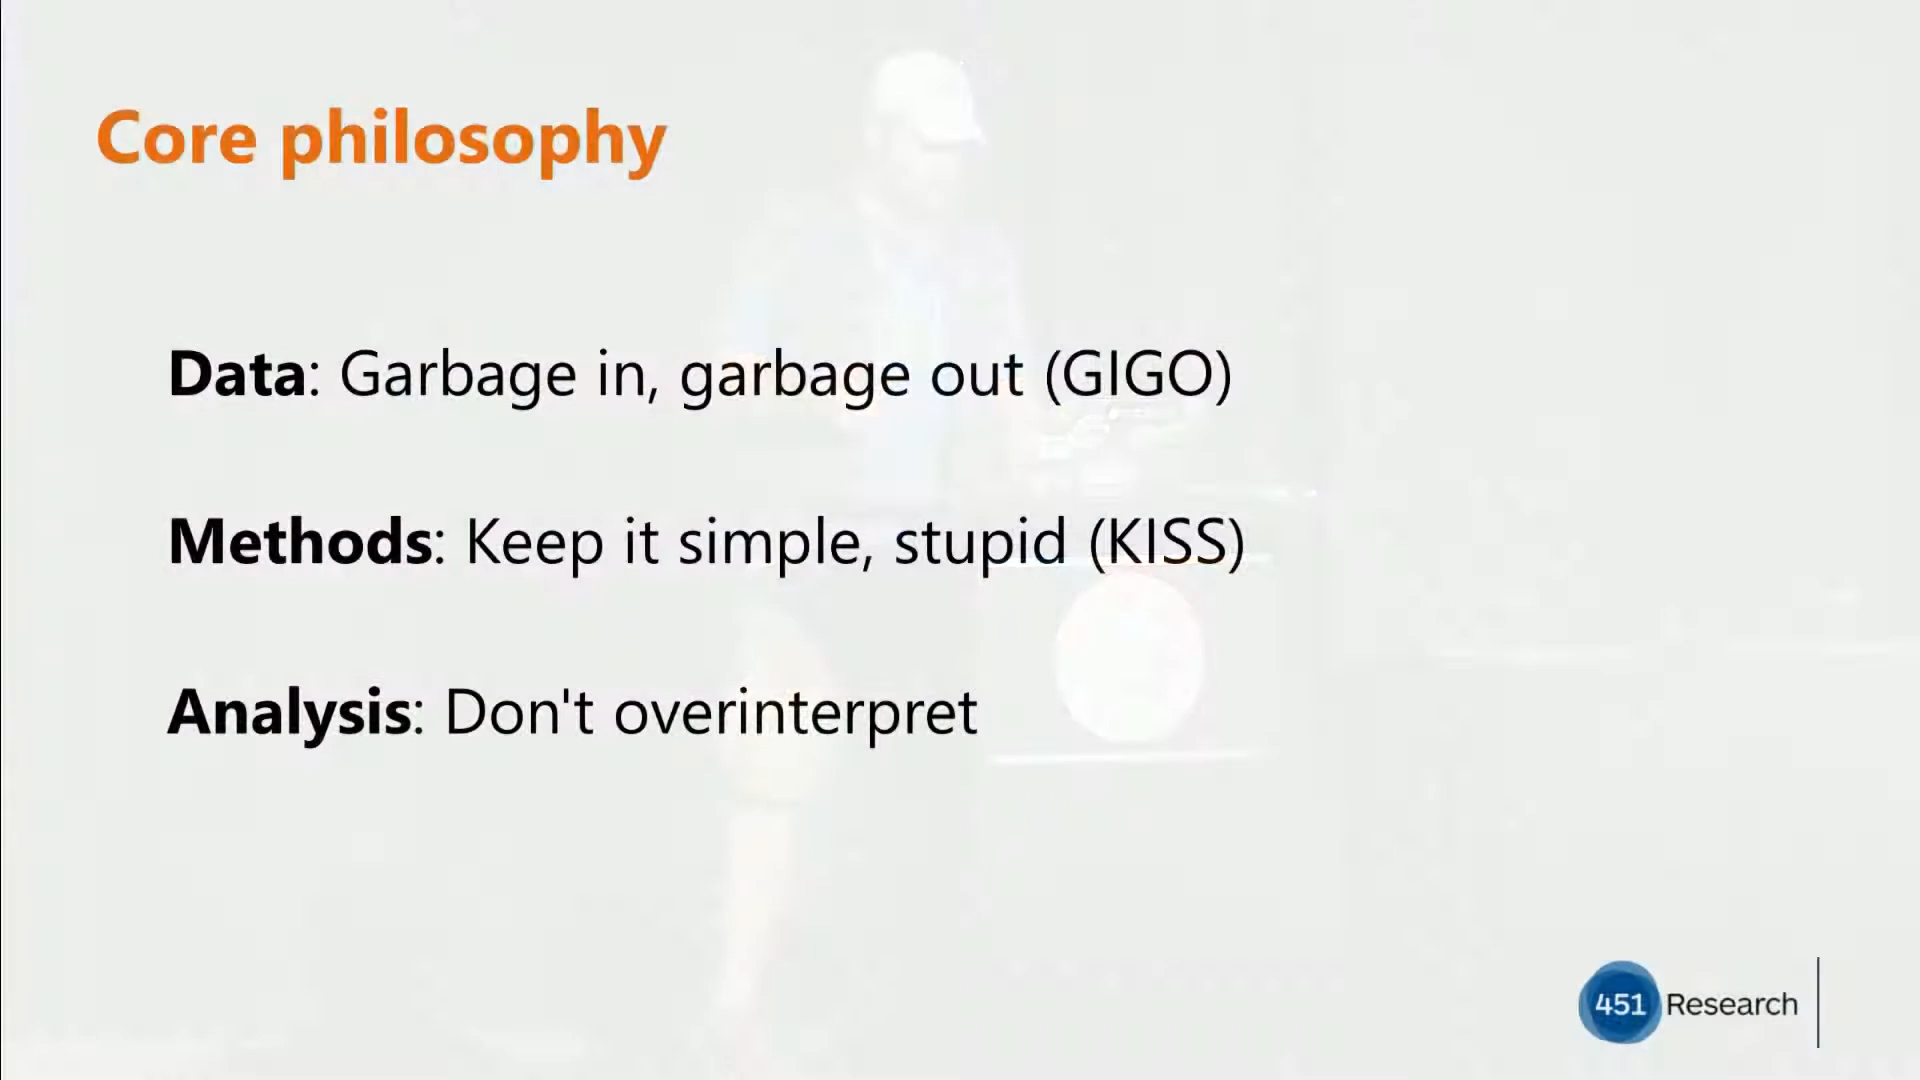 Core philosophy
Data: Garbage in, garbage out (GIGO)
Methods: Keep it simple, stupid (KISS)
Analysis: Don't overinterpret
451 Research